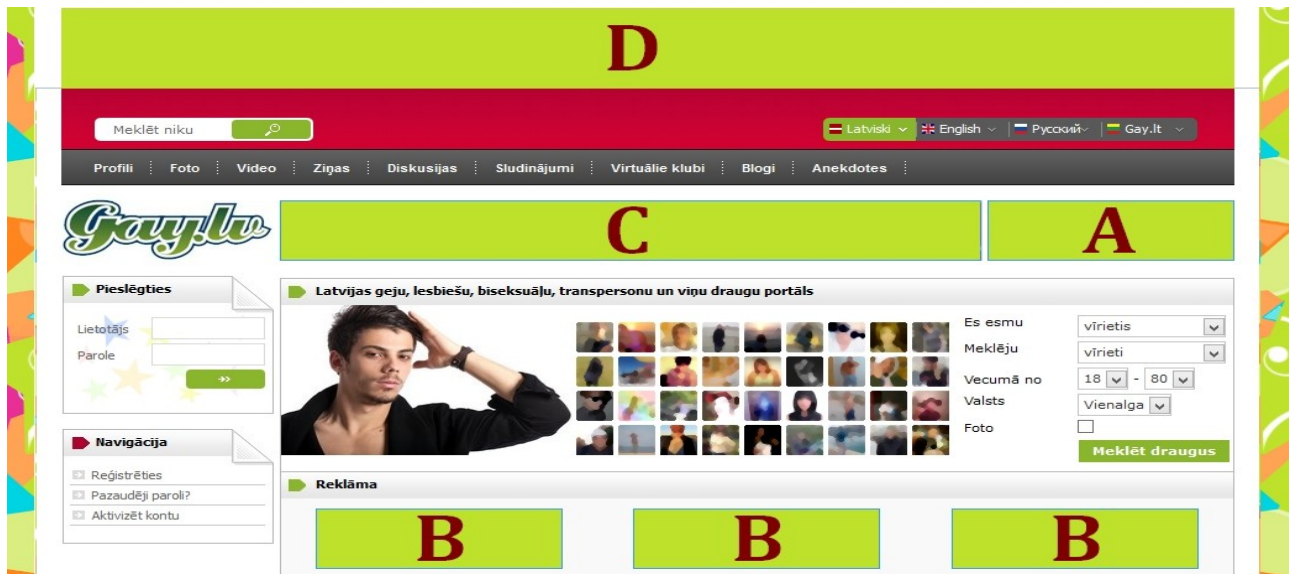 D
Meklēt niku
Latviski English Русский Gay.lt
Profili Foto Video Ziņas Diskusijas Sludinājumi Virtuālie klubi Blogi Anekdotes
Gay.lv C A
Pieslēgties
Lietotājs
Parole
Navigācija
Reģistrēties
Pazaudēji paroli?
Aktivizēt kontu
Latvijas geju, lesbiešu, biseksuāļu, transpersonu un viņu draugu portāls
Es esmu vīrietis
Meklēju vīrieti
Vecumā no 18 - 80
Valsts Vienalga
Foto
Meklēt draugus
Reklāma
B B B